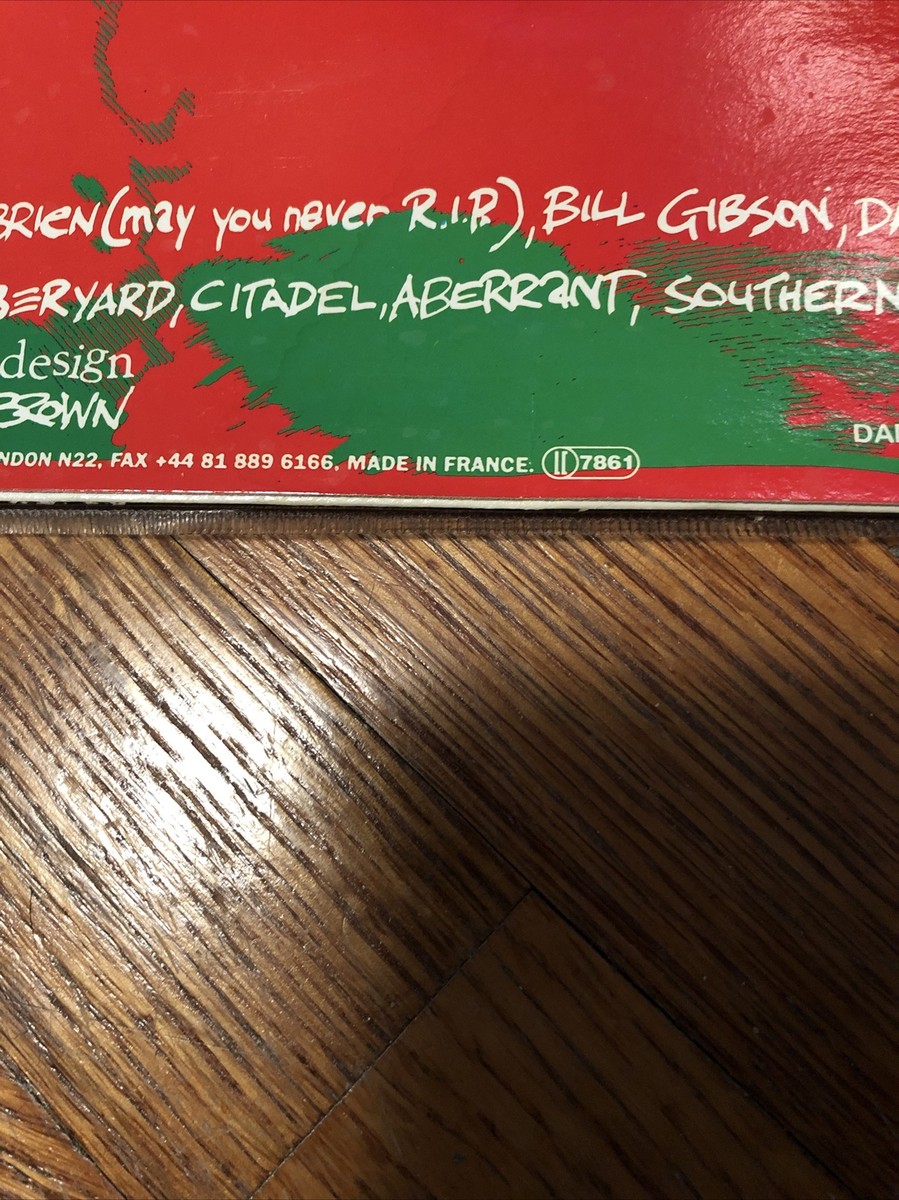 BRIEN (may you never R.I.P.), BILL GIBSON, DA
BERYARD, CITADEL, ABERRANT, SOUTHERN
design
BROWN
DAI
NDON N22, FAX +44 81 889 6166. MADE IN FRANCE. 7861